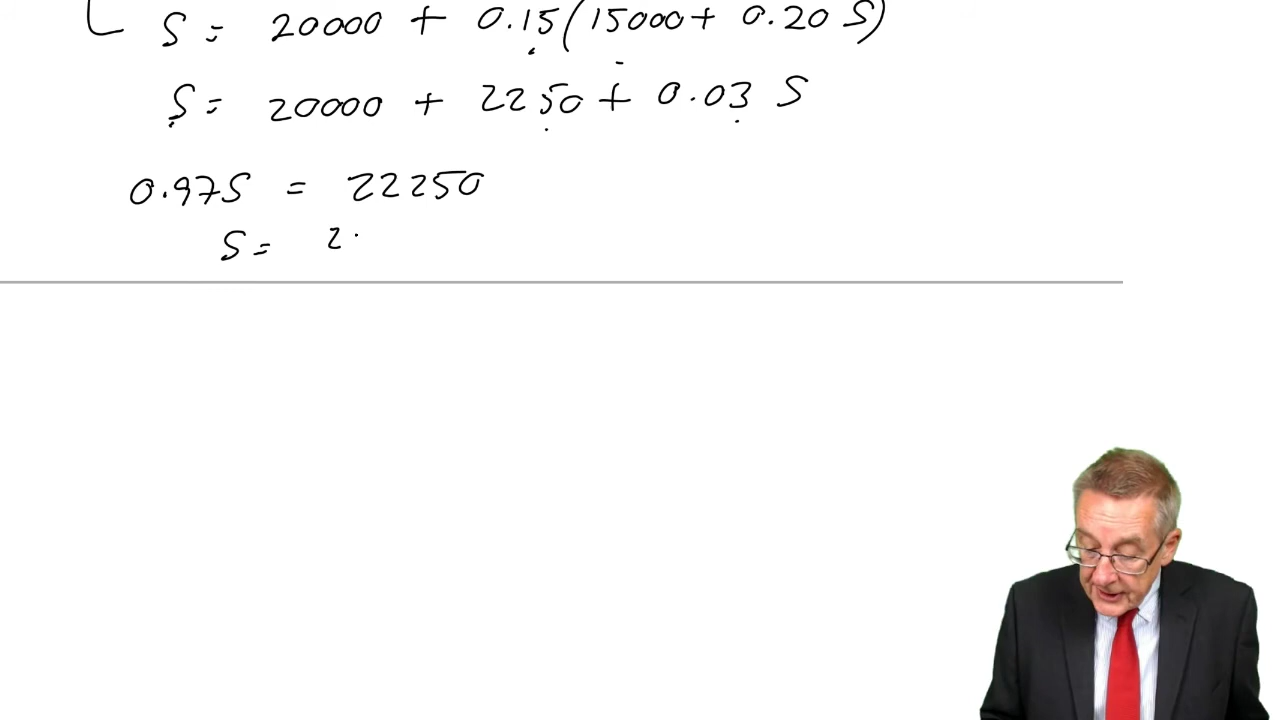 S = 20000 + 0.15(15000+ 0.20 S)
S = 20000 + 2250 + 0.03 S
0.97S = 22250
S = 2